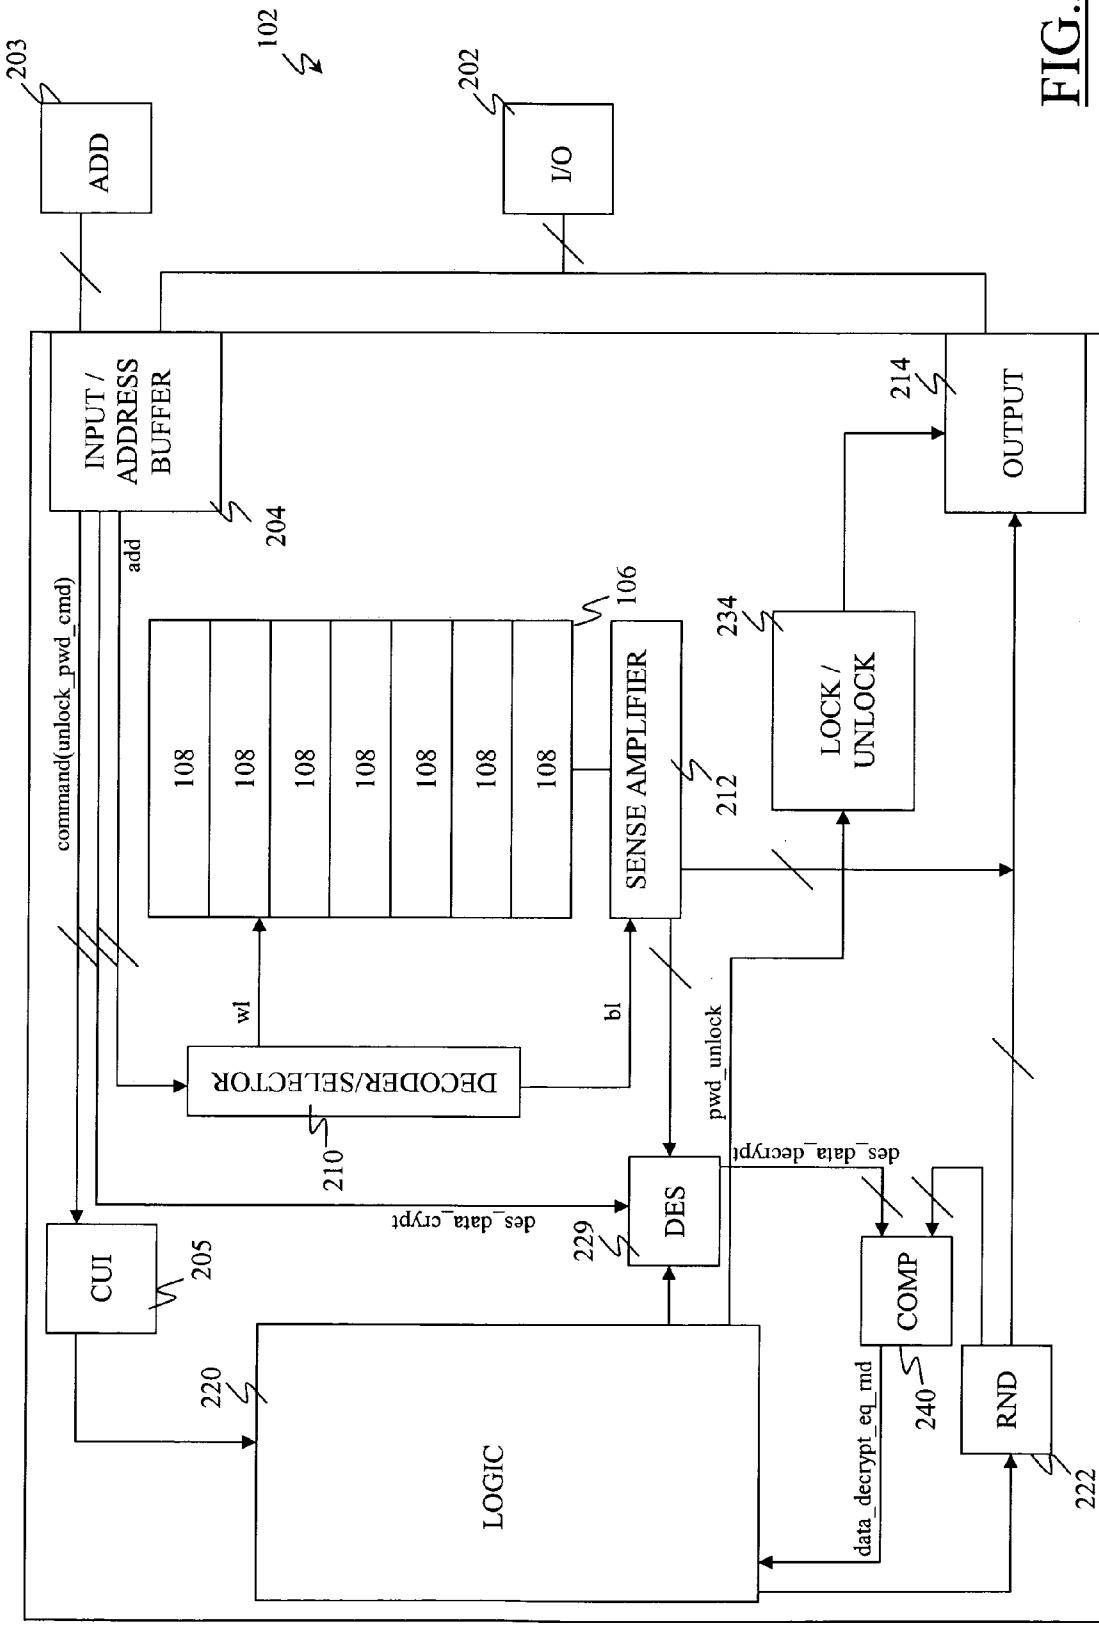 203
ADD
102
202
I/O
FIG.
INPUT /
ADDRESS
BUFFER
204
214
OUTPUT
command(unlock_pwd_cmd)
add
106
108
108
108
108
108
108
108
SENSE AMPLIFIER
212
234
LOCK /
UNLOCK
wl
bl
DECODER/SELECTOR
210
pwd_unlock
des_data_crypt
des_data_decrypt
CUI
205
229
DES
COMP
240
220
LOGIC
data_decrypt_eq_rnd
RND
222